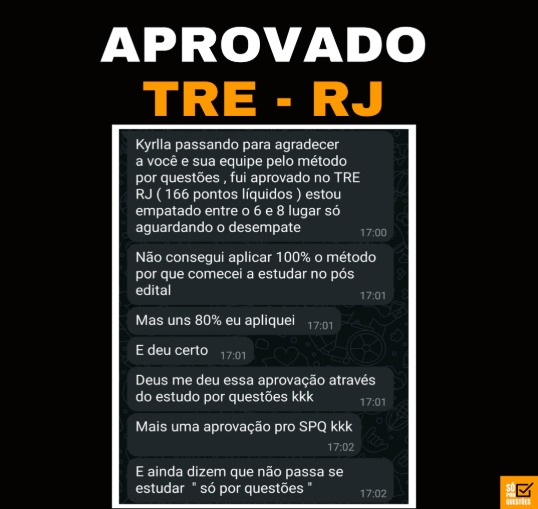 APROVADO
TRE - RJ
Kyrlla passando para agradecer
a você e sua equipe pelo método
por questões , fui aprovado no TRE
RJ ( 166 pontos líquidos ) estou
empatado entre o 6 e 8 lugar só
aguardando o desempate
17:00
Não consegui aplicar 100% o método
por que comecei a estudar no pós
edital
17:01
Mas uns 80% eu apliquei 17:01
E deu certo 17:01
Deus me deu essa aprovação através
do estudo por questões kkk
17:01
Mais uma aprovação pro SPQ kkk
17:02
E ainda dizem que não passa se
estudar " só por questões "
17:02
SÓ
POR
QUESTÕES